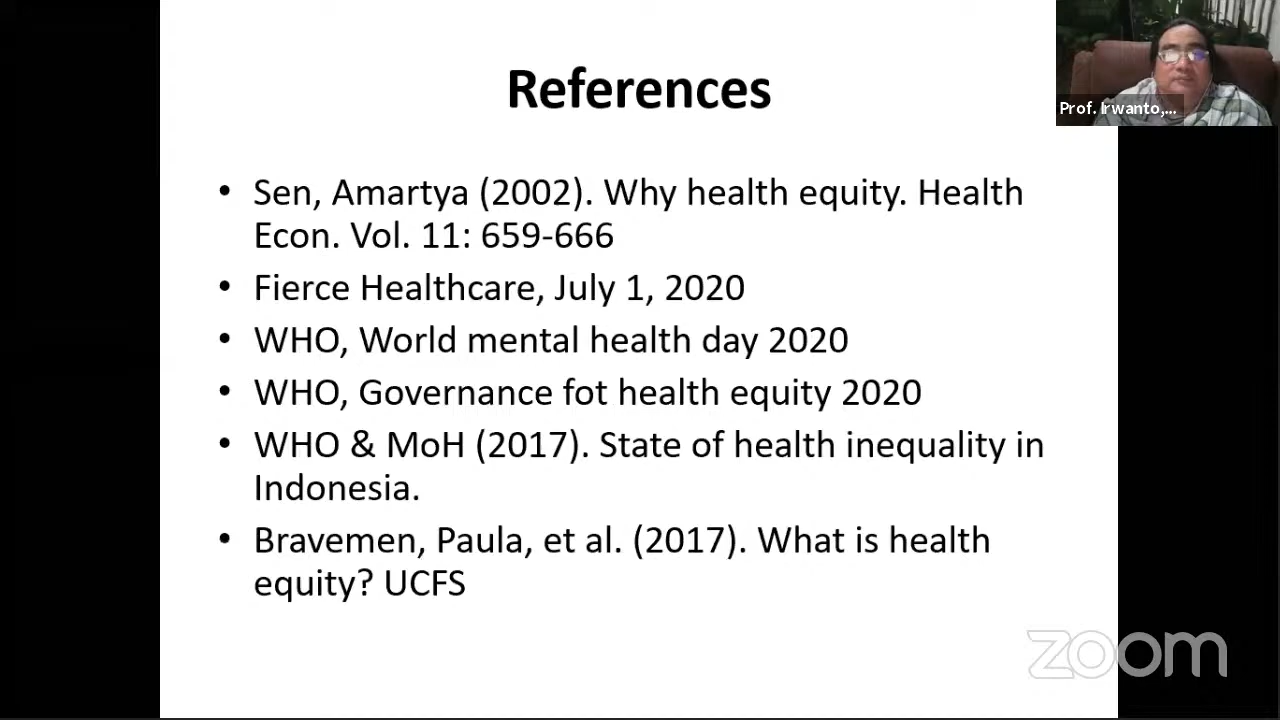 References
Prof. Irwanto,...
• Sen, Amartya (2002). Why health equity. Health
Econ. Vol. 11: 659-666
• Fierce Healthcare, July 1, 2020
• WHO, World mental health day 2020
• WHO, Governance fot health equity 2020
• WHO & MoH (2017). State of health inequality in
Indonesia.
• Bravemen, Paula, et al. (2017). What is health
equity? UCFS
zoom